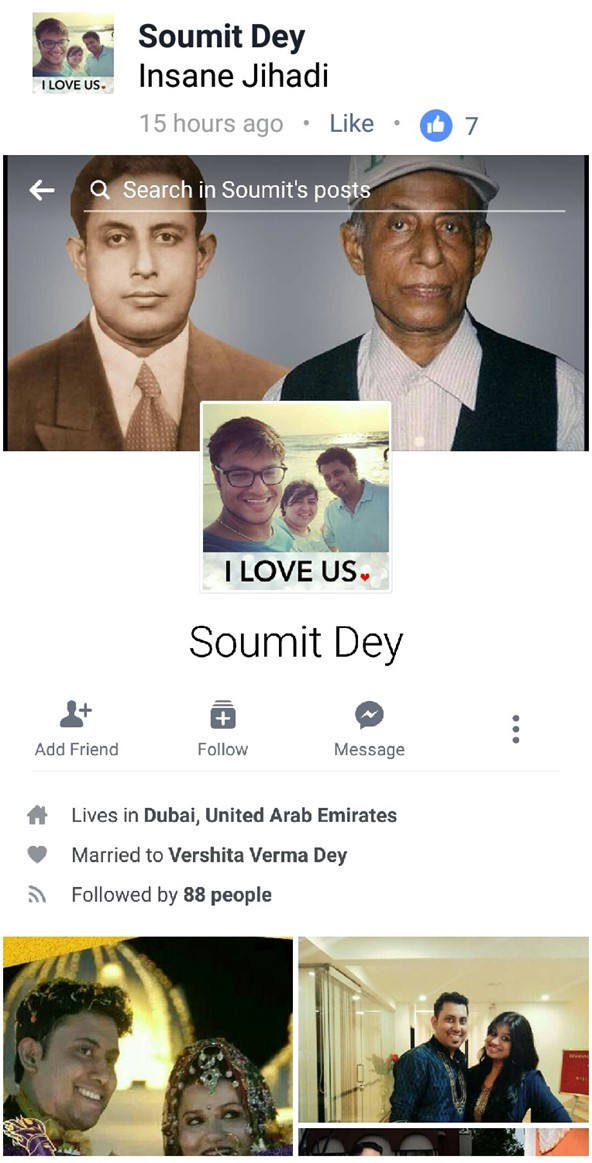 Soumit Dey
Insane Jihadi
I LOVE US
15 hours ago • Like • 7
Search in Soumit's posts
I LOVE US
Soumit Dey
Add Friend Follow Message
Lives in Dubai, United Arab Emirates
Married to Vershita Verma Dey
Followed by 88 people